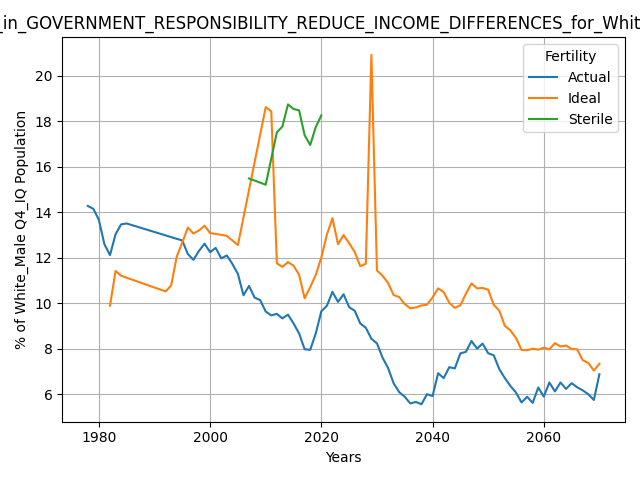 _in_GOVERNMENT_RESPONSIBILITY_REDUCE_INCOME_DIFFERENCES_for_Whit
Fertility
Actual
Ideal
Sterile
% of White_Male Q4_IQ Population
20
18
16
14
12
10
8
6
1980
2000
2020
2040
2060
Years